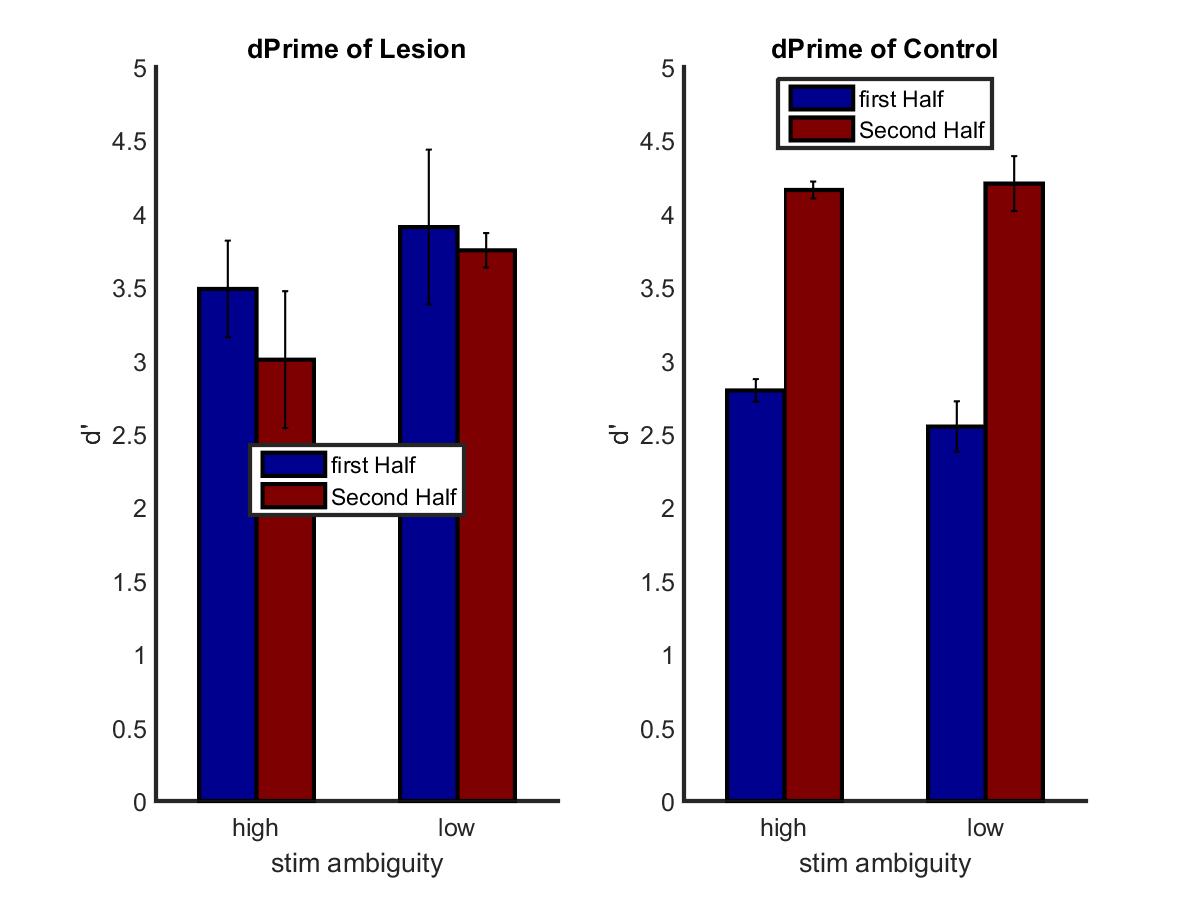 dPrime of Lesion
5
4.5
4
3.5
3
2.5
2
1.5
1
0.5
0
d'
first Half
Second Half
high
low
stim ambiguity
dPrime of Control
5
4.5
4
3.5
3
2.5
2
1.5
1
0.5
0
d'
first Half
Second Half
high
low
stim ambiguity